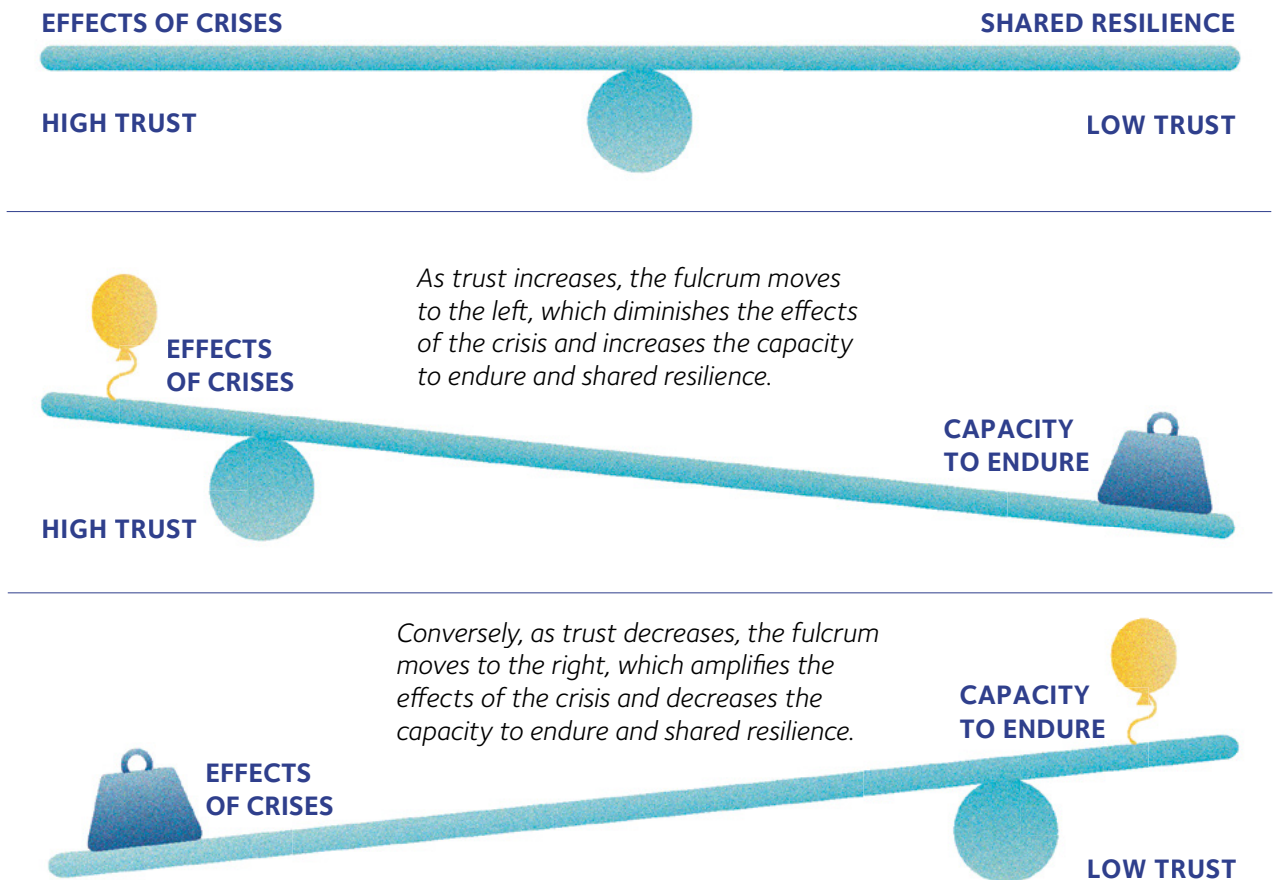 EFFECTS OF CRISES
SHARED RESILIENCE
HIGH TRUST
LOW TRUST
As trust increases, the fulcrum moves
to the left, which diminishes the effects
of the crisis and increases the capacity
to endure and shared resilience.
EFFECTS
OF CRISES
CAPACITY
TO ENDURE
HIGH TRUST
Conversely, as trust decreases, the fulcrum
moves to the right, which amplifies the
effects of the crisis and decreases the
capacity to endure and shared resilience.
CAPACITY
TO ENDURE
EFFECTS
OF CRISES
LOW TRUST